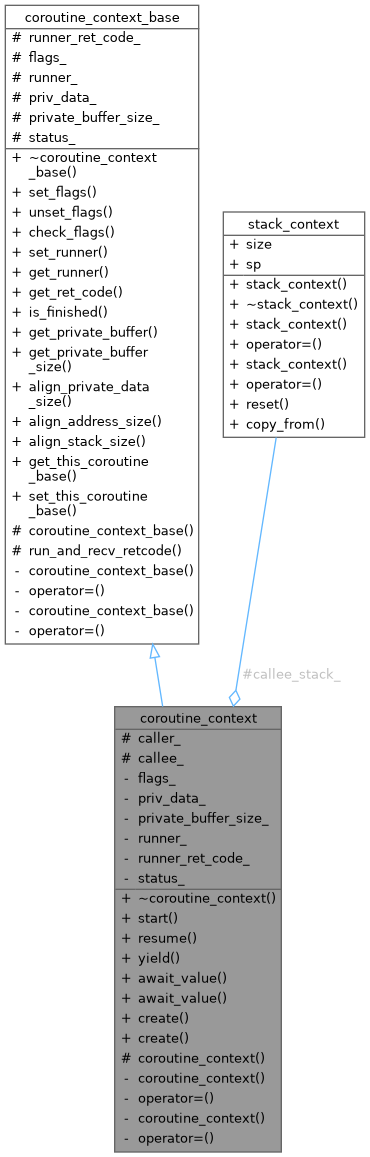 coroutine_context_base
# runner_ret_code_
# flags_
# runner_
# priv_data_
# private_buffer_size_
# status_
+ ~coroutine_context
_base()
+ set_flags()
+ unset_flags()
+ check_flags()
+ set_runner()
+ get_runner()
+ get_ret_code()
+ is_finished()
+ get_private_buffer()
+ get_private_buffer
_size()
+ align_private_data
_size()
+ align_address_size()
+ align_stack_size()
+ get_this_coroutine
_base()
+ set_this_coroutine
_base()
# coroutine_context_base()
# run_and_recv_retcode()
- coroutine_context_base()
- operator=()
- coroutine_context_base()
- operator=()
stack_context
+ size
+ sp
+ stack_context()
+ ~stack_context()
+ stack_context()
+ operator=()
+ stack_context()
+ operator=()
+ reset()
+ copy_from()
#callee_stack_
coroutine_context
# caller_
# callee_
- flags_
- priv_data_
- private_buffer_size_
- runner_
- runner_ret_code_
- status_
+ ~coroutine_context()
+ start()
+ resume()
+ yield()
+ await_value()
+ await_value()
+ create()
+ create()
# coroutine_context()
- coroutine_context()
- operator=()
- coroutine_context()
- operator=()